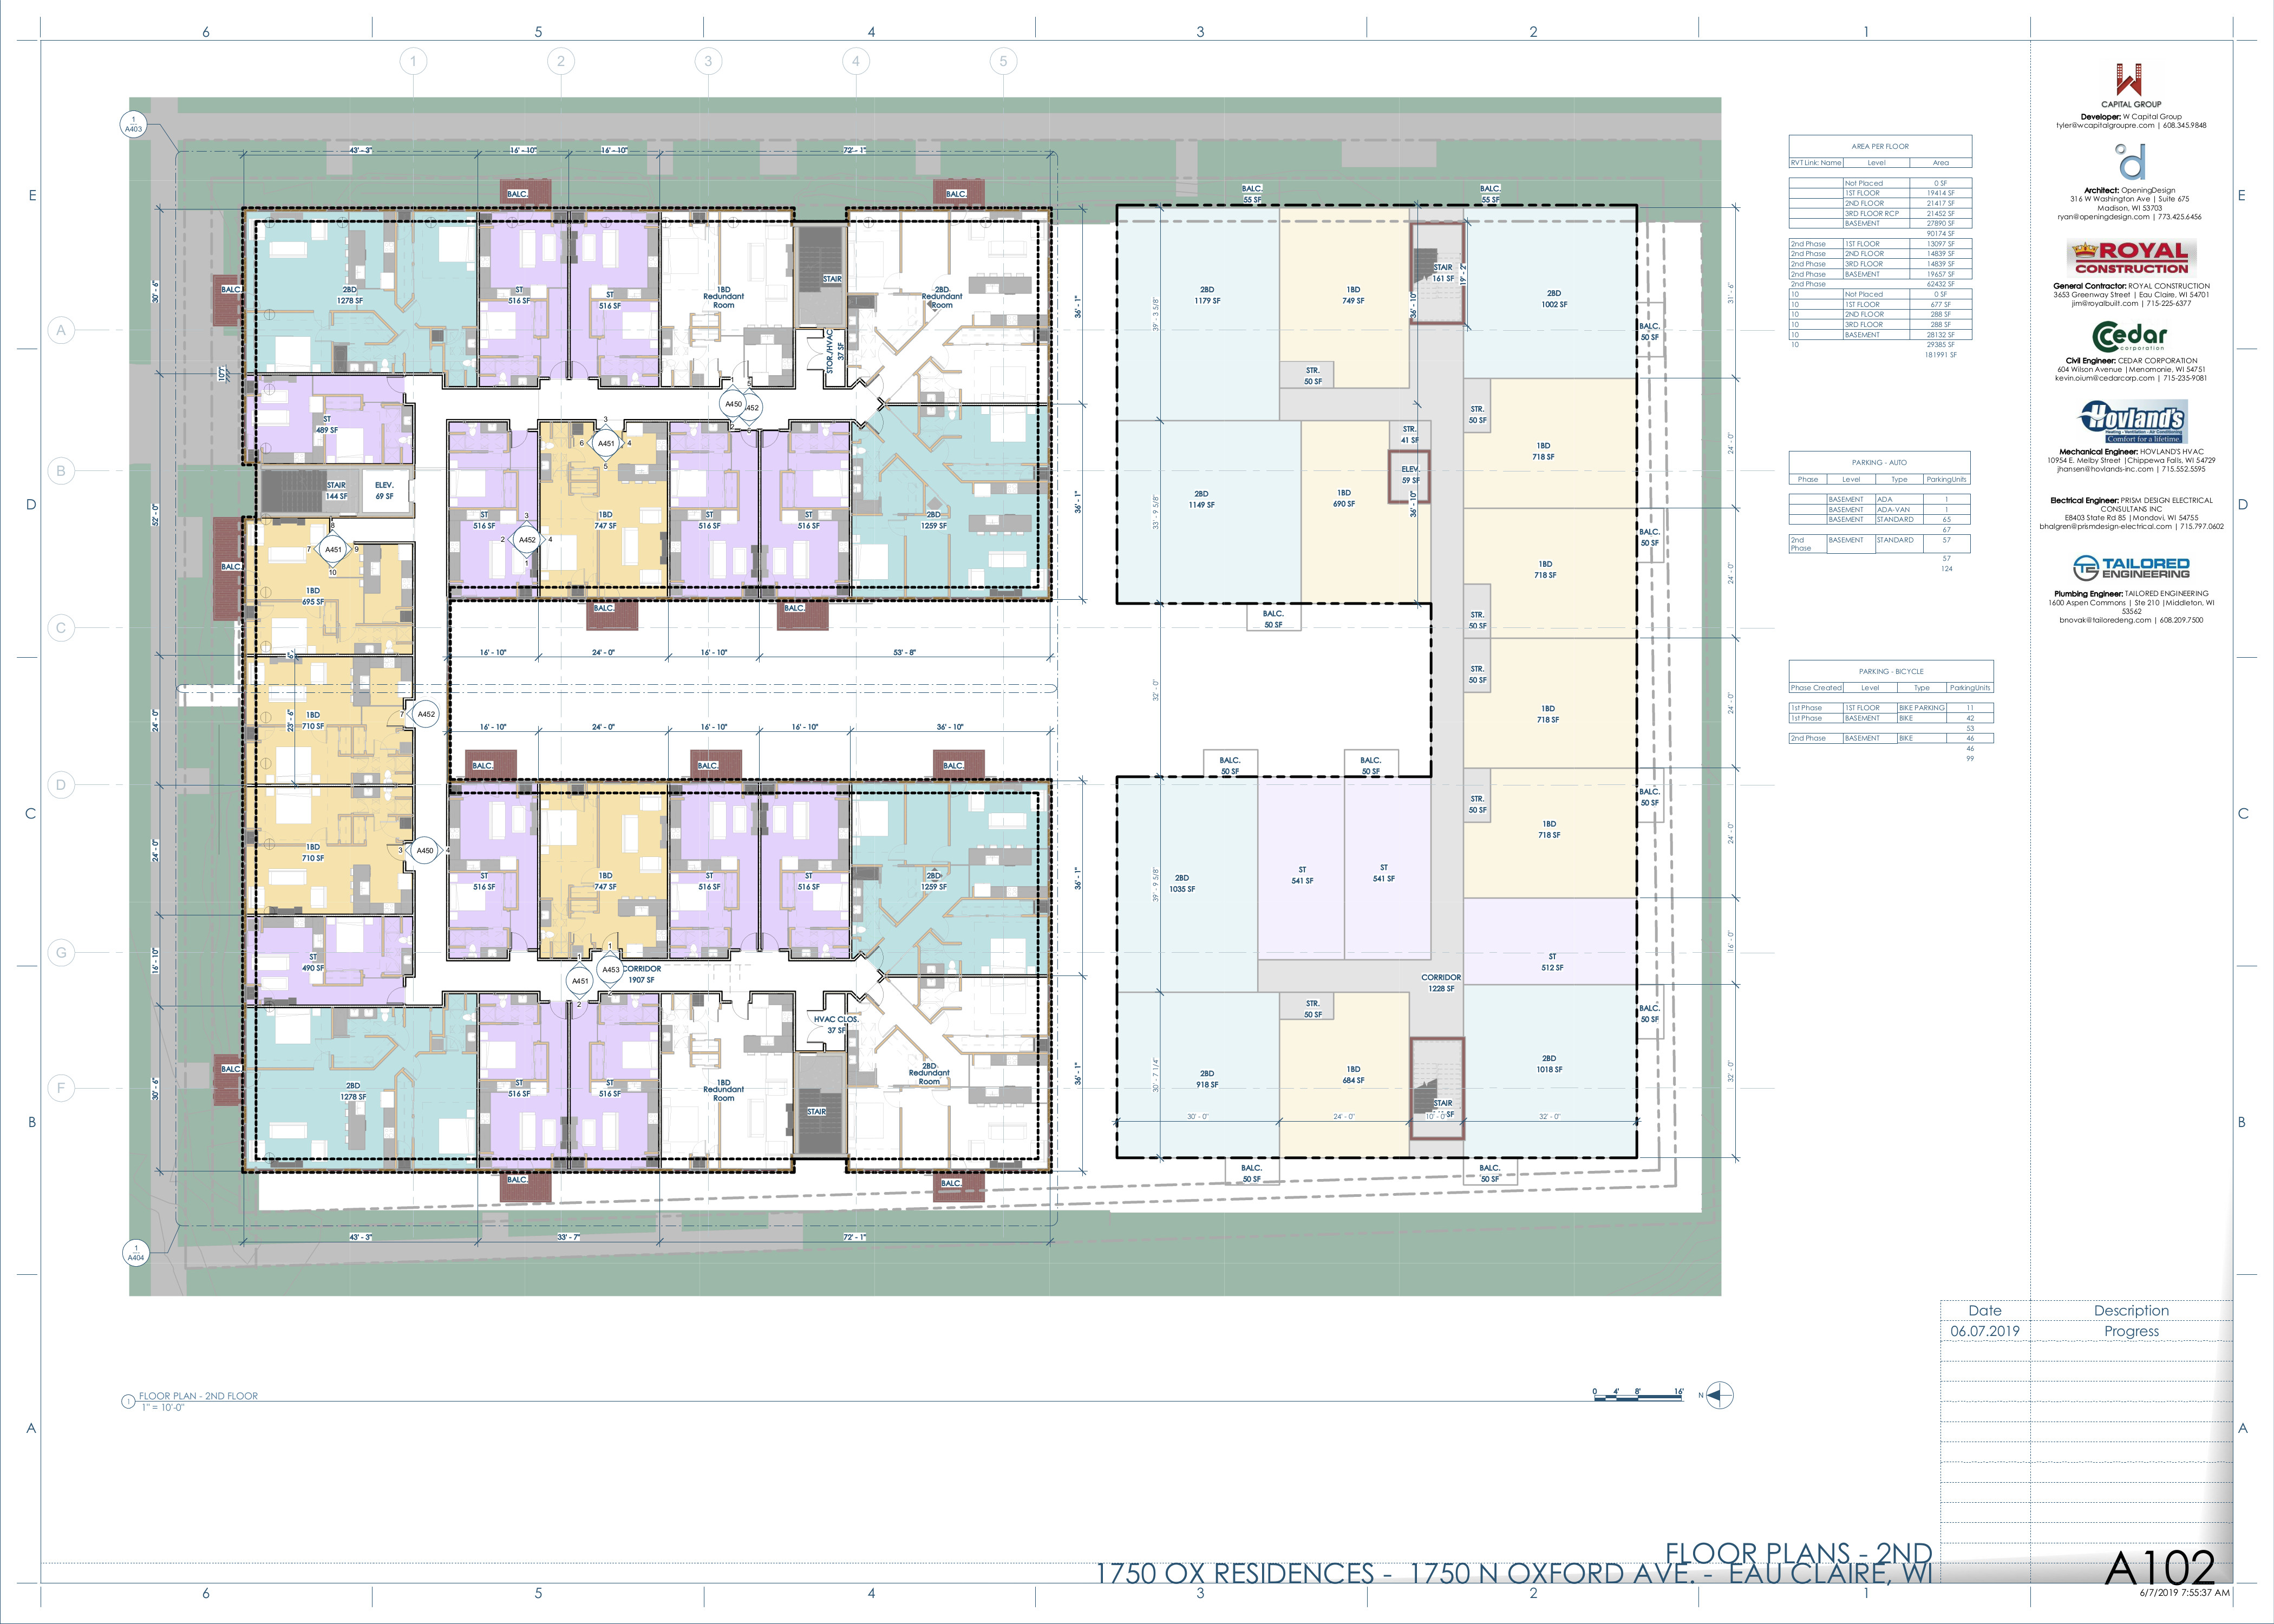 6 5 4 3 2 1
1 2 3 4 5
E
D
C
B
A
A
B
C
D
G
F
1
A403
43' - 3" 16' - 10" 16' - 10" 72' - 1"
BALC. BALC.
BALC.
30' - 6"
2BD
1278 SF
ST
516 SF
ST
516 SF
1BD
Redundant
Room
STAIR
2BD
Redundant
Room
36' - 1"
STOR./HVAC
37 SF
ST
489 SF
A450
A452
A451
STAIR
144 SF
ELEV.
69 SF
52' - 0"
ST
516 SF
1BD
747 SF
ST
516 SF
ST
516 SF
2BD
1259 SF
36' - 1"
A452
A451
BALC.
1BD
695 SF
BALC. BALC.
16' - 10" 24' - 0" 16' - 10" 53' - 8"
1BD
710 SF
23' - 6"
24' - 0"
A452
16' - 10" 24' - 0" 16' - 10" 16' - 10" 36' - 10"
BALC. BALC. BALC.
1BD
710 SF
24' - 0"
A450
ST
516 SF
1BD
747 SF
ST
516 SF
ST
516 SF
2BD
1259 SF
36' - 1"
ST
490 SF
16' - 10"
A451
A453
CORRIDOR
1907 SF
HVAC CLOS.
37 SF
BALC.
30' - 6"
2BD
1278 SF
ST
516 SF
ST
516 SF
1BD
Redundant
Room
STAIR
2BD
Redundant
Room
36' - 1"
BALC. BALC.
43' - 3" 33' - 7" 72' - 1"
1
A404
BALC.
55 SF
BALC.
55 SF
39' - 3 5/8"
2BD
1179 SF
1BD
749 SF
STAIR
161 SF
19' - 2"
36' - 10"
2BD
1002 SF
31' - 6"
BALC.
50 SF
STR.
50 SF
STR.
50 SF
STR.
41 SF
ELEV.
59 SF
36' - 10"
33' - 9 5/8"
2BD
1149 SF
1BD
690 SF
1BD
718 SF
24' - 0"
BALC.
50 SF
1BD
718 SF
24' - 0"
STR.
50 SF
BALC.
50 SF
STR.
50 SF
32' - 0"
1BD
718 SF
24' - 0"
BALC.
50 SF
BALC.
50 SF
STR.
50 SF
BALC.
50 SF
1BD
718 SF
24' - 0"
39' - 9 5/8"
2BD
1035 SF
ST
541 SF
ST
541 SF
ST
512 SF
16' - 0"
CORRIDOR
1228 SF
STR.
50 SF
BALC.
50 SF
30' - 7 1/4"
2BD
918 SF
1BD
684 SF
STAIR
SF
2BD
1018 SF
32' - 0"
30' - 0" 24' - 0" 10' - 0" 32' - 0"
BALC.
50 SF
BALC.
50 SF
AREA PER FLOOR
RVT Link: Name Level Area
Not Placed 0 SF
1ST FLOOR 19414 SF
2ND FLOOR 21417 SF
3RD FLOOR RCP 21452 SF
BASEMENT 27890 SF
90174 SF
2nd Phase 1ST FLOOR 13097 SF
2nd Phase 2ND FLOOR 14839 SF
2nd Phase 3RD FLOOR 14839 SF
2nd Phase BASEMENT 19657 SF
2nd Phase 62432 SF
10 Not Placed 0 SF
10 1ST FLOOR 677 SF
10 2ND FLOOR 288 SF
10 3RD FLOOR 288 SF
10 BASEMENT 28132 SF
10 29385 SF
181991 SF
PARKING - AUTO
Phase Level Type ParkingUnits
BASEMENT ADA 1
BASEMENT ADA-VAN 1
BASEMENT STANDARD 65
67
2nd Phase BASEMENT STANDARD 57
57
124
PARKING - BICYCLE
Phase Created Level Type ParkingUnits
1st Phase 1ST FLOOR BIKE PARKING 11
1st Phase BASEMENT BIKE 42
53
2nd Phase BASEMENT BIKE 46
46
99
CAPITAL GROUP
Developer: W Capital Group
tyler@wcapitalgroupre.com | 608.345.9848
Architect: OpeningDesign
316 W Washington Ave | Suite 675
Madison, WI 53703
ryan@openingdesign.com | 773.425.6456
ROYAL
CONSTRUCTION
General Contractor: ROYAL CONSTRUCTION
3653 Greenway Street | Eau Claire, WI 54701
jim@royalbuilt.com | 715-225-6377
Cedar
corporation
Civil Engineer: CEDAR CORPORATION
604 Wilson Avenue |Menomonie, WI 54751
kevin.oium@cedarcorp.com | 715-235-9081
Hovland's
Heating - Ventilation - Air Conditioning
Comfort for a lifetime
Mechanical Engineer: HOVLAND'S HVAC
10954 E. Melby Street |Chippewa Falls, WI 54729
jhansen@hovlands-inc.com | 715.552.5595
Electrical Engineer: PRISM DESIGN ELECTRICAL
CONSULTANS INC
E8403 State Rd 85 |Mondovi, WI 54755
bhalgren@prismdesign-electrical.com | 715.797.0602
TE TAILORED
ENGINEERING
Plumbing Engineer: TAILORED ENGINEERING
1600 Aspen Commons | Ste 210 |Middleton, WI
53562
bnovak@tailoredeng.com | 608.209.7500
Date Description
06.07.2019 Progress
1 FLOOR PLAN - 2ND FLOOR
1" = 10'-0"
0 4' 8' 16'
N
FLOOR PLANS - 2ND
1750 OX RESIDENCES - 1750 N OXFORD AVE. - EAU CLAIRE, WI
A102
6/7/2019 7:55:37 AM
6 5 4 3 2 1
E
D
C
B
A